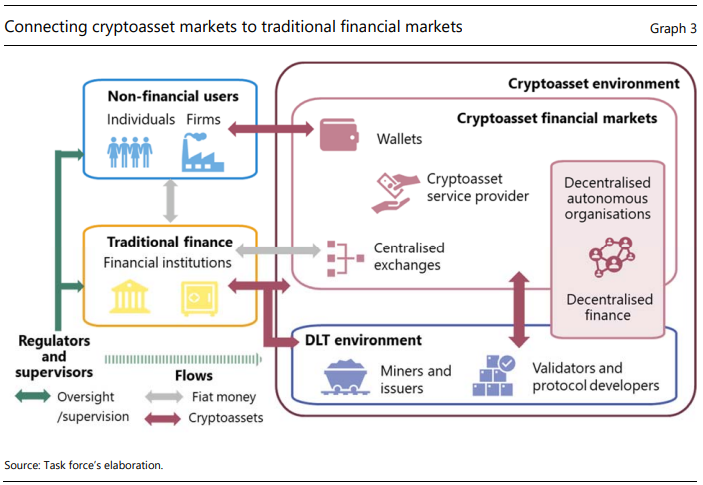 Connecting cryptoasset markets to traditional financial markets
Graph 3
Non-financial users
Individuals Firms
Traditional finance
Financial institutions
Regulators
and
supervisors
Cryptoasset environment
Cryptoasset financial markets
Wallets
Cryptoasset
service provider
Centralised
exchanges
Decentralised
autonomous
organisations
Decentralised
finance
DLT environment
Miners and
issuers
Validators and
protocol developers
Flows
Oversight
/supervision
Fiat money
Cryptoassets
Source: Task force’s elaboration.